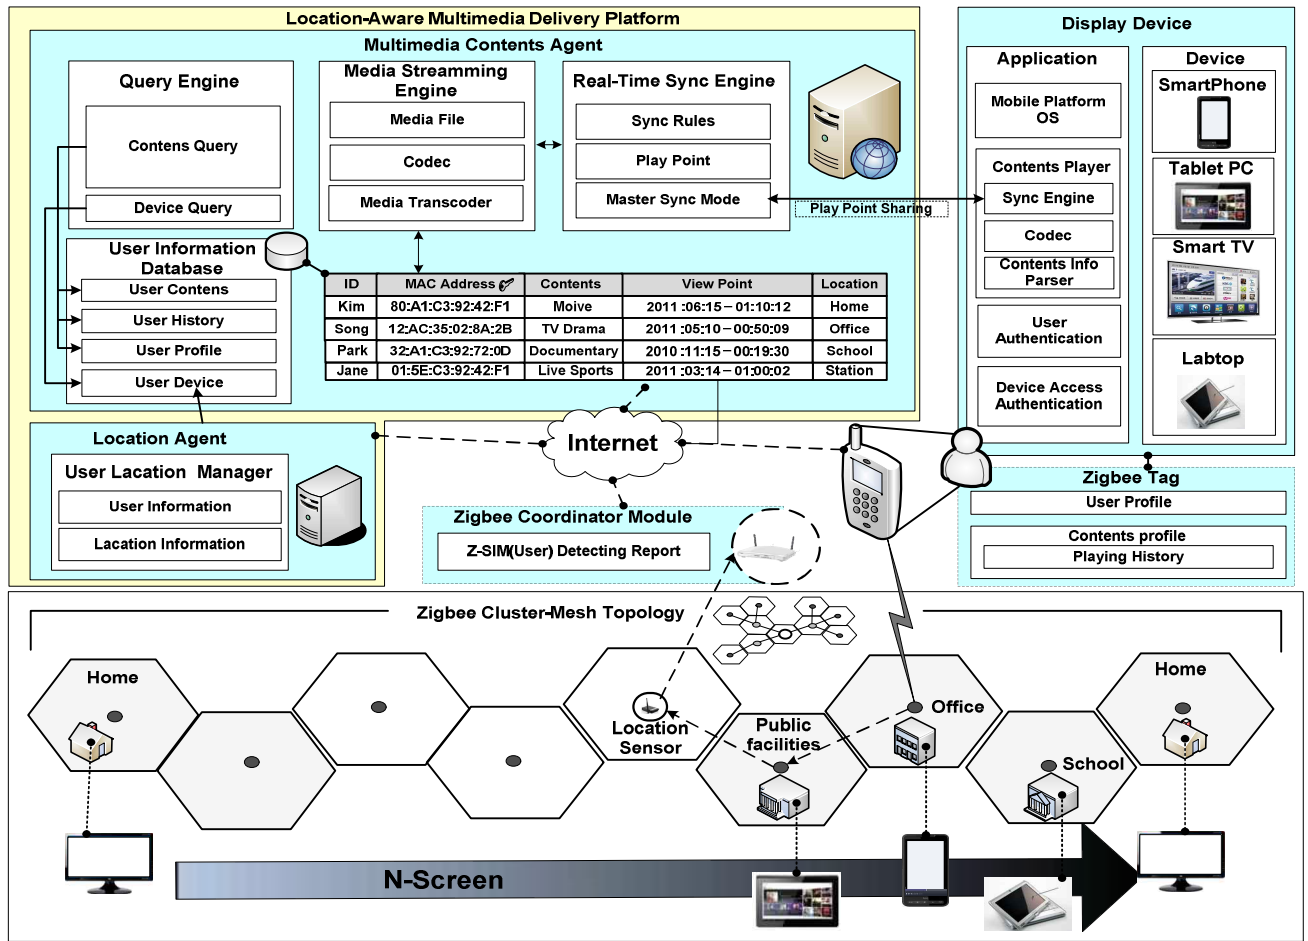 Location-Aware Multimedia Delivery Platform
Multimedia Contents Agent
Query Engine
Contens Query
Device Query
Media Streamming
Engine
Media File
Codec
Media Transcoder
Real-Time Sync Engine
Sync Rules
Play Point
Master Sync Mode
Play Point Sharing
User Information
Database
User Contens
User History
User Profile
User Device
ID MAC Address Contents View Point Location
Kim 80:A1:C3:92:42:F1 Moive 2011 :06:15 – 01:10:12 Home
Song 12:AC:35:02:8A:2B TV Drama 2011 :05:10 – 00:50:09 Office
Park 32:A1:C3:92:72:0D Documentary 2010 :11:15 – 00:19:30 School
Jane 01:5E:C3:92:42:F1 Live Sports 2011 :03:14 – 01:00:02 Station
Display Device
Application
Mobile Platform
OS
Contents Player
Sync Engine
Codec
Contents Info
Parser
User
Authentication
Device Access
Authentication
Device
SmartPhone
Tablet PC
Smart TV
Labtop
Location Agent
User Lacation Manager
User Information
Lacation Information
Internet
Zigbee Coordinator Module
Z-SIM(User) Detecting Report
Zigbee Tag
User Profile
Contents profile
Playing History
Zigbee Cluster-Mesh Topology
Home
Location
Sensor
Public
facilities
Office
School
Home
N-Screen